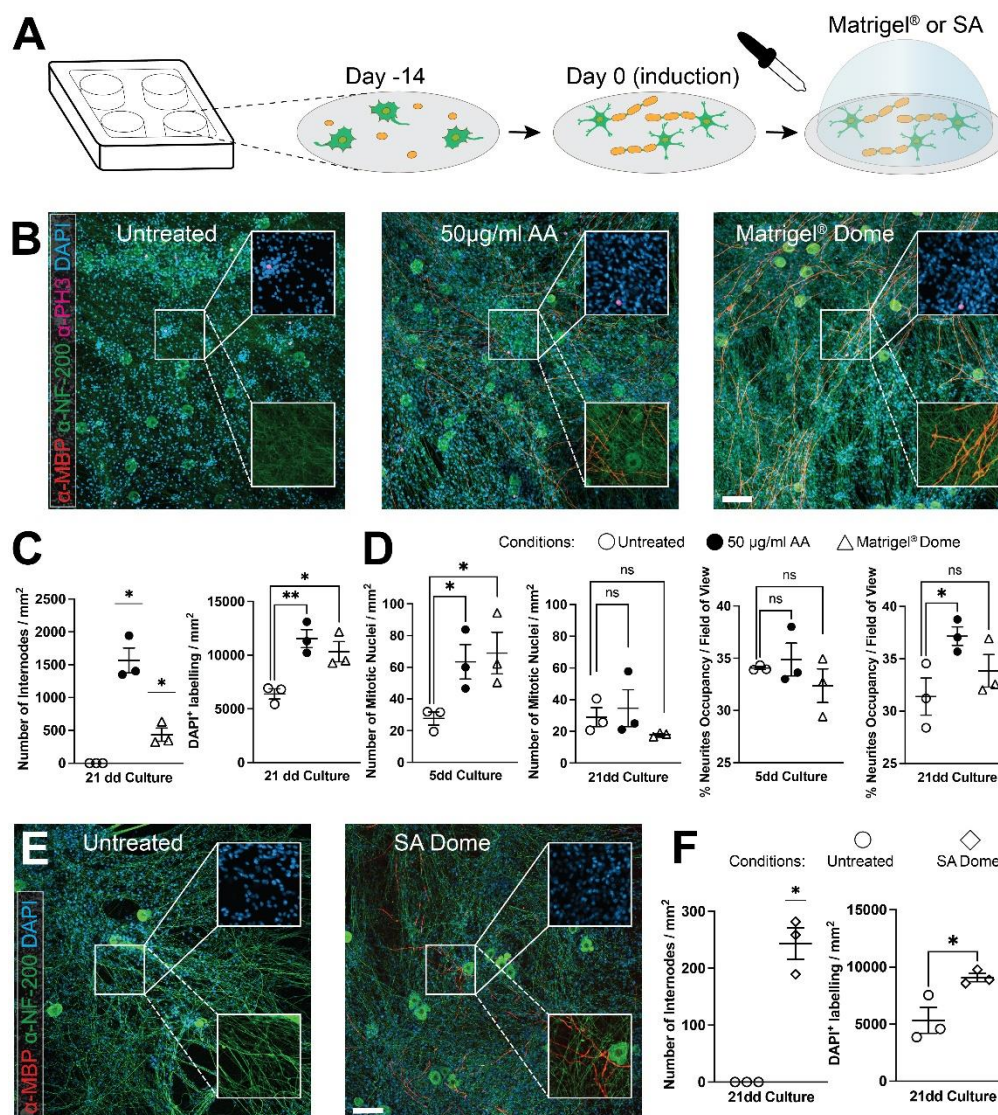 A
Matrigel® or SA
Day -14
Day 0 (induction)
B
α-MBP α-NF-200 α-PH3 DAPI
Untreated
50µg/ml AA
Matrigel® Dome
C
D
Conditions: Untreated 50 µg/ml AA Matrigel® Dome
Number of Internodes / mm²
2500
2000
1500
1000
500
0
*
*
21 dd Culture
DAPI⁺ labelling / mm²
15000
10000
5000
0
*
**
21 dd Culture
Number of Mitotic Nuclei / mm²
100
80
60
40
20
0
*
*
5dd Culture
Number of Mitotic Nuclei / mm²
100
80
60
40
20
0
ns
ns
21dd Culture
% Neurites Occupancy / Field of View
40
35
30
25
ns
ns
5dd Culture
% Neurites Occupancy / Field of View
40
35
30
25
ns
*
21dd Culture
E
α-MBP α-NF-200 DAPI
Untreated
SA Dome
F
Conditions: Untreated SA Dome
Number of Internodes / mm²
300
200
100
0
*
21dd Culture
DAPI⁺ labelling / mm²
15000
10000
5000
0
*
21dd Culture